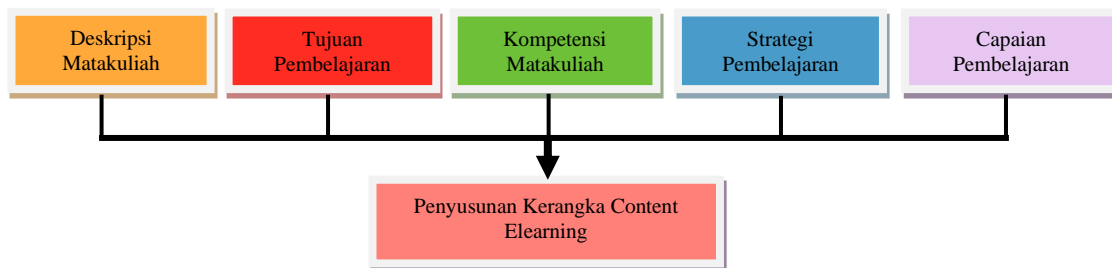 Deskripsi
Matakuliah
Tujuan
Pembelajaran
Kompetensi
Matakuliah
Strategi
Pembelajaran
Capaian
Pembelajaran
Penyusunan Kerangka Content
Elearning